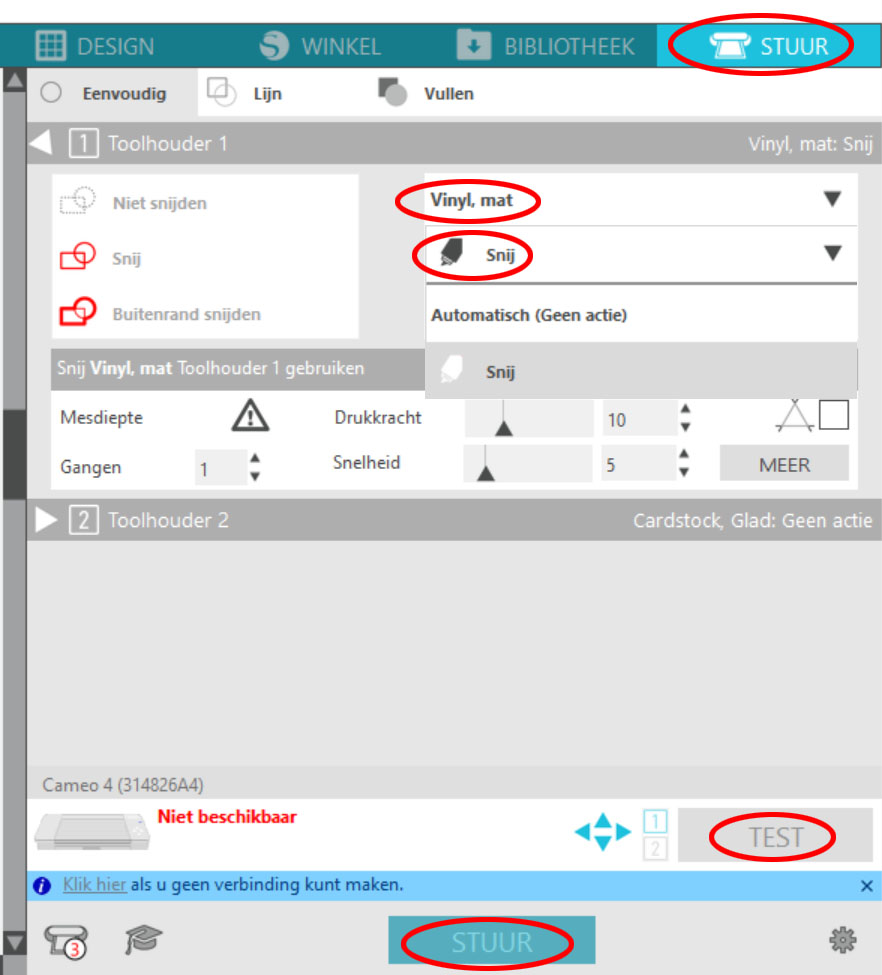 DESIGN WINKEL BIBLIOTHEEK STUUR
Eenvoudig Lijn Vullen
1 Toolhouder 1 Vinyl, mat: Snij
Niet snijden Vinyl, mat
Snij Snij
Buitenrand snijden Automatisch (Geen actie)
Snij Vinyl, mat Toolhouder 1 gebruiken Snij
Mesdiepte Drukkracht 10
Gangen 1 Snelheid 5 MEER
2 Toolhouder 2 Cardstock, Glad: Geen actie
Cameo 4 (314826A4)
Niet beschikbaar
1
2
TEST
Klik hier als u geen verbinding kunt maken.
3 STUUR